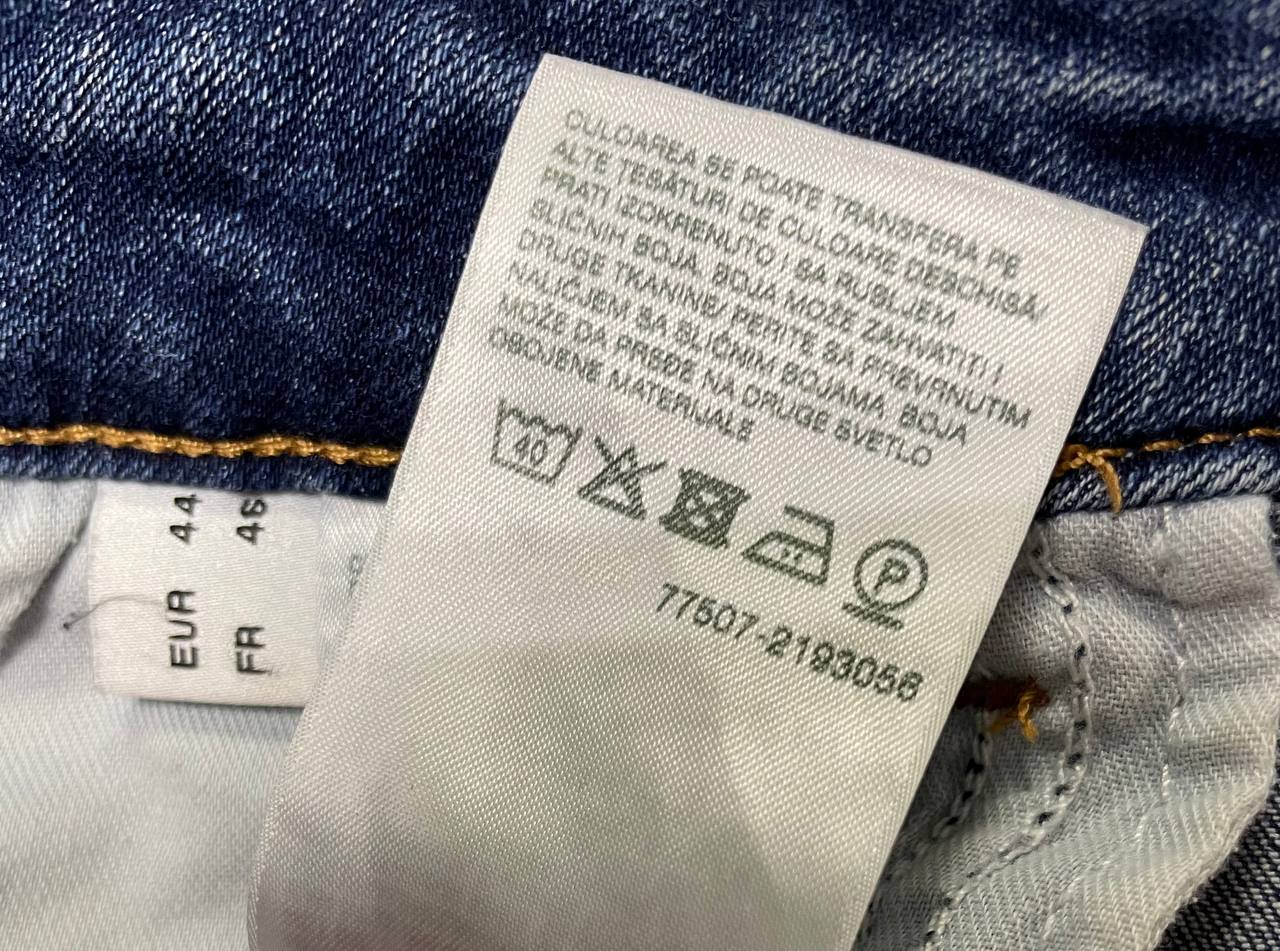 CULOAREA SE POATE TRANSFERA PE
ALTE TESĂTURI DE CULOARE DESCHISĂ
PRATI IZOKRENUTO I SA RUBLJEM
SLIČNIH BOJA. BOJA MOŽE ZAHVATITI I
DRUGE TKANINE/ PERITE SA PREVRNUTIM
NALIČJEM SA SLIČNIM BOJAMA. BOJA
MOŽE DA PREĐE NA DRUGE SVETLO
OBOJENE MATERIJALE
40
P
77507-2193056
EUR 44
FR 46